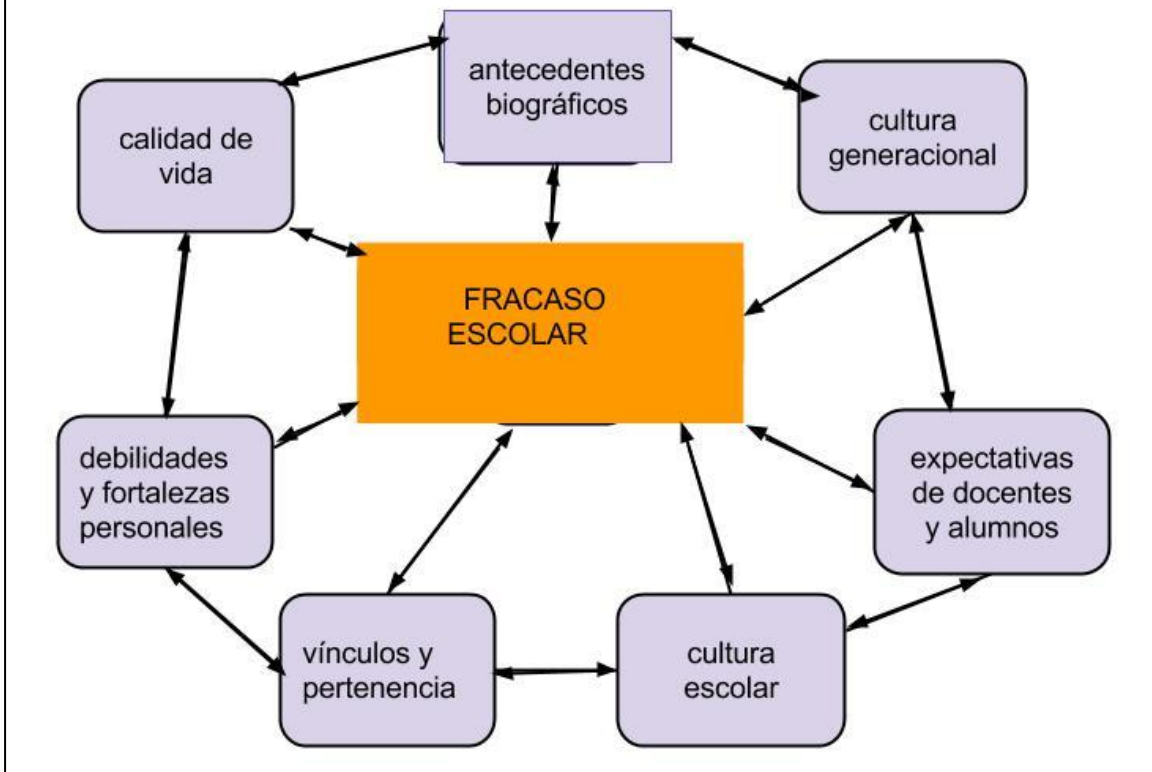 antecedentes
biográficos
calidad de
vida
cultura
generacional
FRACASO
ESCOLAR
debilidades
y fortalezas
personales
expectativas
de docentes
y alumnos
vínculos y
pertenencia
cultura
escolar